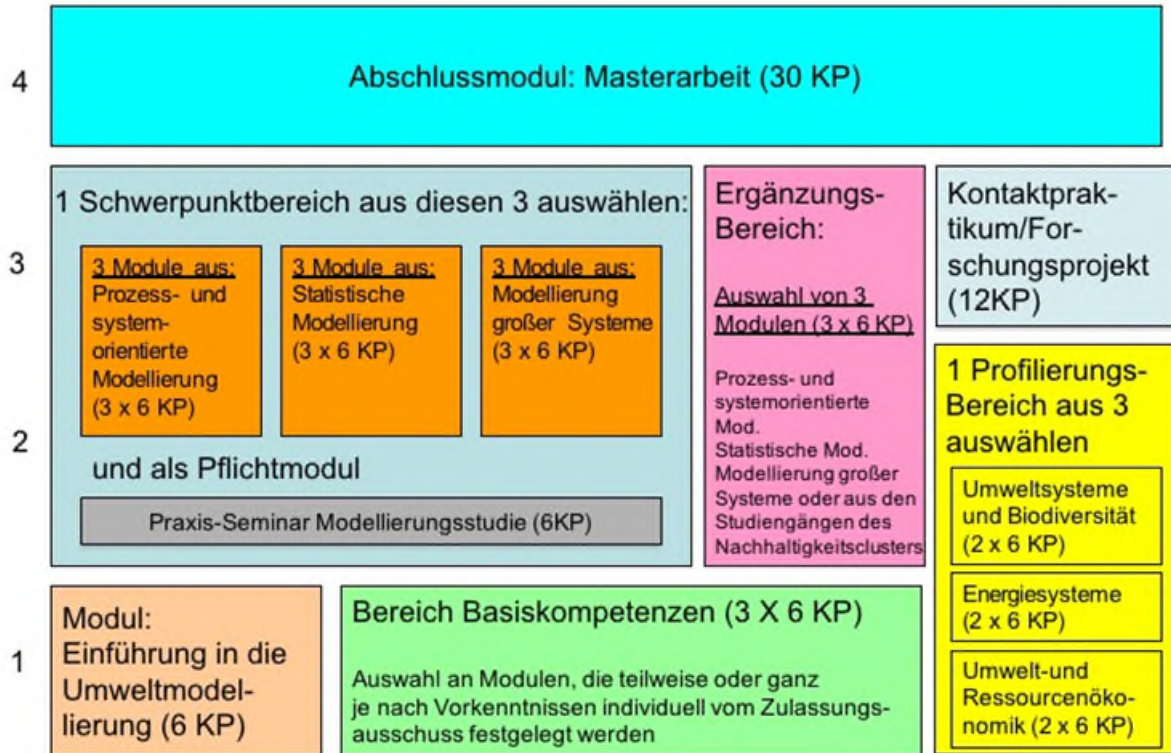 4
Abschlussmodul: Masterarbeit (30 KP)
3
2
1 Schwerpunktbereich aus diesen 3 auswählen:
3 Module aus:
Prozess- und
system-
orientierte
Modellierung
(3 x 6 KP)
3 Module aus:
Statistische
Modellierung
(3 x 6 KP)
3 Module aus:
Modellierung
großer Systeme
(3 x 6 KP)
und als Pflichtmodul
Praxis-Seminar Modellierungsstudie (6KP)
Ergänzungs-
Bereich:
Auswahl von 3
Modulen (3 x 6 KP)
Prozess- und
systemorientierte
Mod.
Statistische Mod.
Modellierung großer
Systeme oder aus den
Studiengängen des
Nachhaltigkeitsclusters
Kontaktprak-
tikum/For-
schungsprojekt
(12KP)
1 Profilierungs-
Bereich aus 3
auswählen
Umweltsysteme
und Biodiversität
(2 x 6 KP)
Energiesysteme
(2 x 6 KP)
Umwelt-und
Ressourcenöko-
nomik (2 x 6 KP)
1
Modul:
Einführung in die
Umweltmodel-
lierung (6 KP)
Bereich Basiskompetenzen (3 X 6 KP)
Auswahl an Modulen, die teilweise oder ganz
je nach Vorkenntnissen individuell vom Zulassungs-
ausschuss festgelegt werden